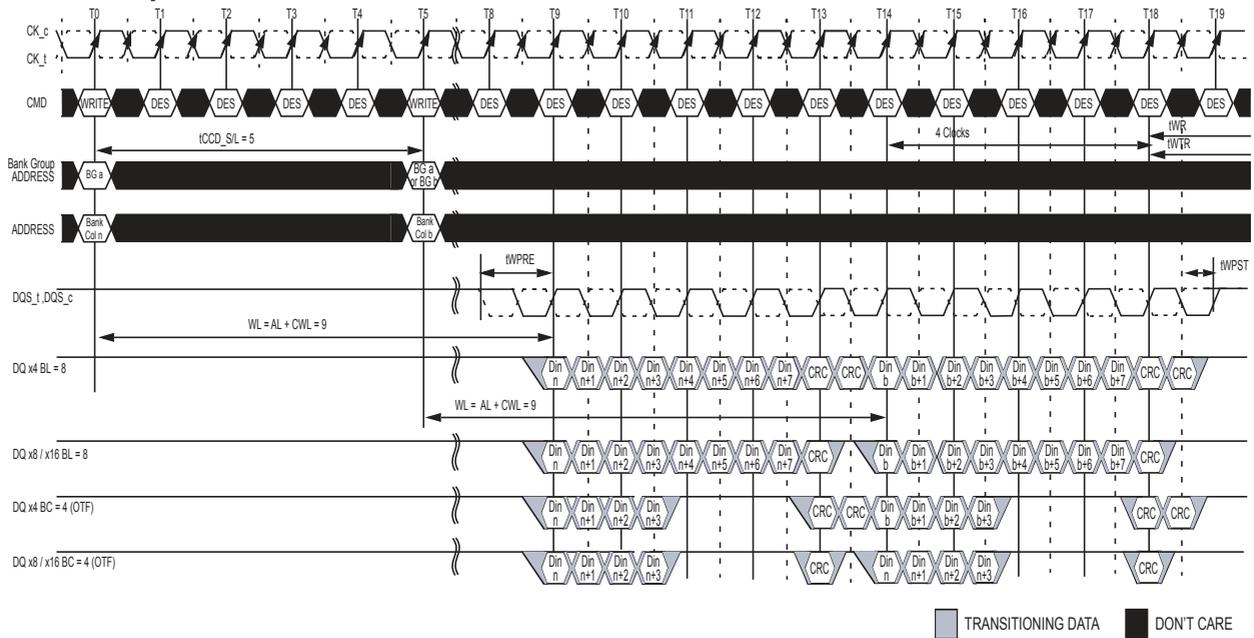 T0 T1 T2 T3 T4 T5 T8 T9 T10 T11 T12 T13 T14 T15 T16 T17 T18 T19
CK_c
CK_t
CMD WRITE DES DES DES DES WRITE DES DES DES DES DES DES DES DES DES DES DES DES
tCCD_S/L = 5
4 Clocks
tWR
tWTR
Bank Group
ADDRESS
BG a
BG a
or BG b
ADDRESS
Bank
Col n
Bank
Col b
tWPRE
tWPST
DQS_t ,DQS_c
WL = AL + CWL = 9
DQ x4 BL = 8
Din Din Din Din Din Din Din Din CRC CRC Din Din Din Din Din Din Din Din CRC CRC
n n+1 n+2 n+3 n+4 n+5 n+6 n+7 b b+1 b+2 b+3 b+4 b+5 b+6 b+7
WL = AL + CWL = 9
DQ x8 / x16 BL = 8
Din Din Din Din Din Din Din Din CRC Din Din Din Din Din Din Din Din CRC
n n+1 n+2 n+3 n+4 n+5 n+6 n+7 b b+1 b+2 b+3 b+4 b+5 b+6 b+7
DQ x4 BC = 4 (OTF)
Din Din Din Din CRC CRC Din Din Din Din CRC CRC
n n+1 n+2 n+3 b b+1 b+2 b+3
DQ x8 / x16 BC = 4 (OTF)
Din Din Din Din CRC Din Din Din Din CRC
n n+1 n+2 n+3 n n+1 n+2 n+3
TRANSITIONING DATA DON'T CARE